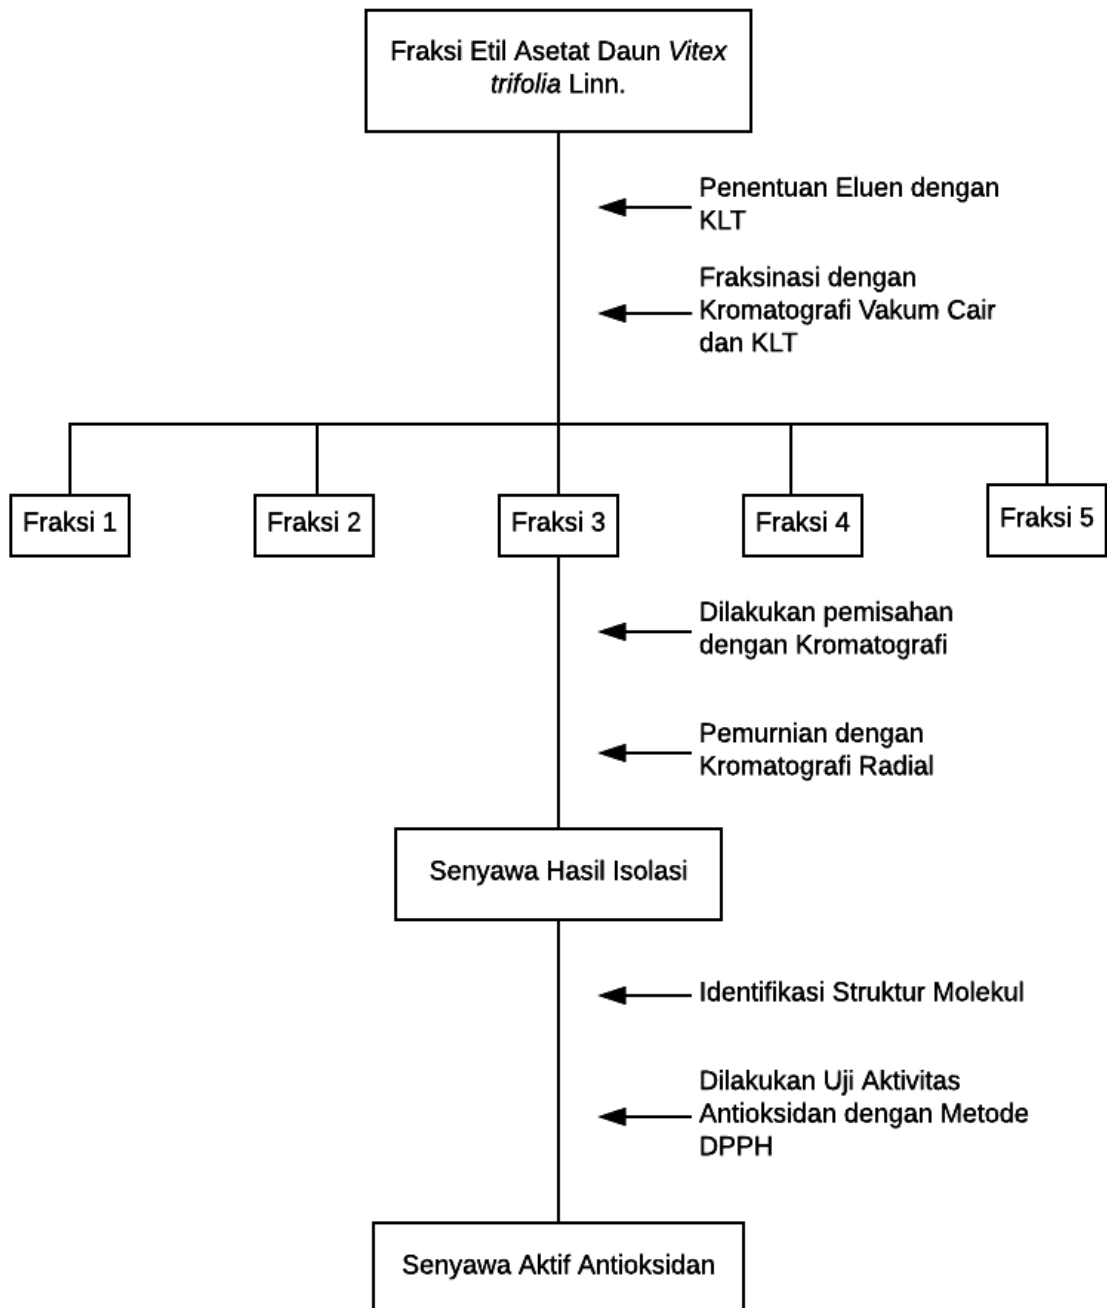 Fraksi Etil Asetat Daun Vitex
trifolia Linn.
Penentuan Eluen dengan
KLT
Fraksinasi dengan
Kromatografi Vakum Cair
dan KLT
Fraksi 1
Fraksi 2
Fraksi 3
Fraksi 4
Fraksi 5
Dilakukan pemisahan
dengan Kromatografi
Pemurnian dengan
Kromatografi Radial
Senyawa Hasil Isolasi
Identifikasi Struktur Molekul
Dilakukan Uji Aktivitas
Antioksidan dengan Metode
DPPH
Senyawa Aktif Antioksidan